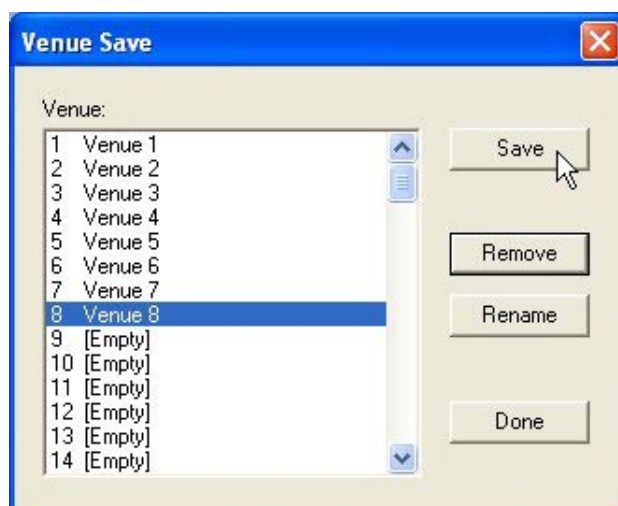 Venue Save
Venue:
1 Venue 1
2 Venue 2
3 Venue 3
4 Venue 4
5 Venue 5
6 Venue 6
7 Venue 7
8 Venue 8
9 [Empty]
10 [Empty]
11 [Empty]
12 [Empty]
13 [Empty]
14 [Empty]
Save
Remove
Rename
Done